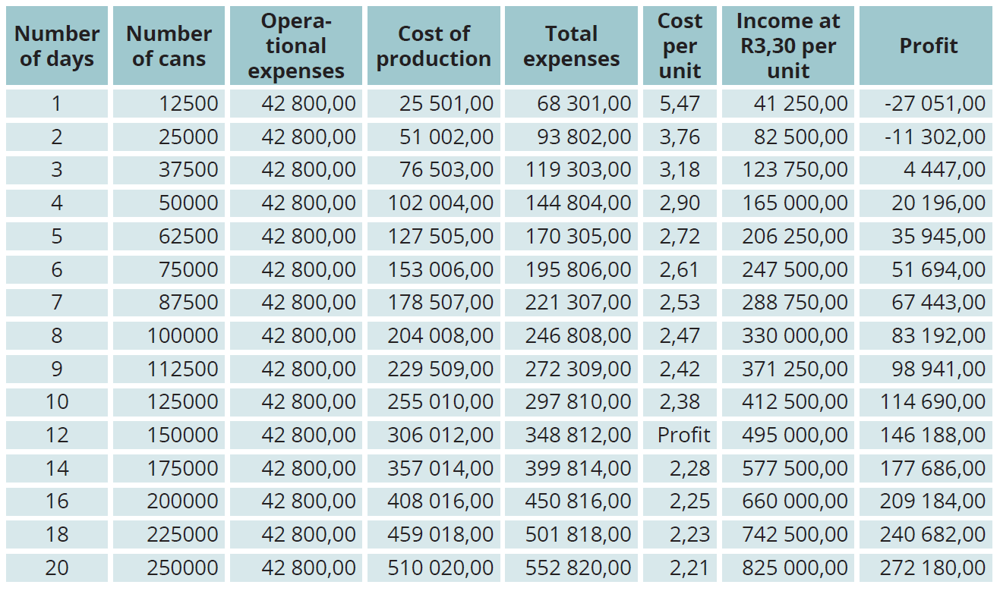 Number of days | Number of cans | Opera-tional expenses | Cost of production | Total expenses | Cost per unit | Income at R3,30 per unit | Profit
1 | 12500 | 42 800,00 | 25 501,00 | 68 301,00 | 5,47 | 41 250,00 | -27 051,00
2 | 25000 | 42 800,00 | 51 002,00 | 93 802,00 | 3,76 | 82 500,00 | -11 302,00
3 | 37500 | 42 800,00 | 76 503,00 | 119 303,00 | 3,18 | 123 750,00 | 4 447,00
4 | 50000 | 42 800,00 | 102 004,00 | 144 804,00 | 2,90 | 165 000,00 | 20 196,00
5 | 62500 | 42 800,00 | 127 505,00 | 170 305,00 | 2,72 | 206 250,00 | 35 945,00
6 | 75000 | 42 800,00 | 153 006,00 | 195 806,00 | 2,61 | 247 500,00 | 51 694,00
7 | 87500 | 42 800,00 | 178 507,00 | 221 307,00 | 2,53 | 288 750,00 | 67 443,00
8 | 100000 | 42 800,00 | 204 008,00 | 246 808,00 | 2,47 | 330 000,00 | 83 192,00
9 | 112500 | 42 800,00 | 229 509,00 | 272 309,00 | 2,42 | 371 250,00 | 98 941,00
10 | 125000 | 42 800,00 | 255 010,00 | 297 810,00 | 2,38 | 412 500,00 | 114 690,00
12 | 150000 | 42 800,00 | 306 012,00 | 348 812,00 | Profit | 495 000,00 | 146 188,00
14 | 175000 | 42 800,00 | 357 014,00 | 399 814,00 | 2,28 | 577 500,00 | 177 686,00
16 | 200000 | 42 800,00 | 408 016,00 | 450 816,00 | 2,25 | 660 000,00 | 209 184,00
18 | 225000 | 42 800,00 | 459 018,00 | 501 818,00 | 2,23 | 742 500,00 | 240 682,00
20 | 250000 | 42 800,00 | 510 020,00 | 552 820,00 | 2,21 | 825 000,00 | 272 180,00